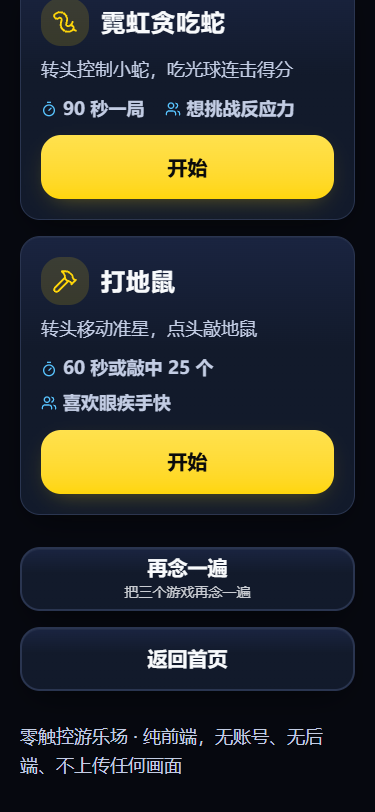 霓虹贪吃蛇
转头控制小蛇，吃光球连击得分
90 秒一局 想挑战反应力
开始
打地鼠
转头移动准星，点头敲地鼠
60 秒或敲中 25 个
喜欢眼疾手快
开始
再念一遍
把三个游戏再念一遍
返回首页
零触控游乐场 · 纯前端，无账号、无后
端、不上传任何画面